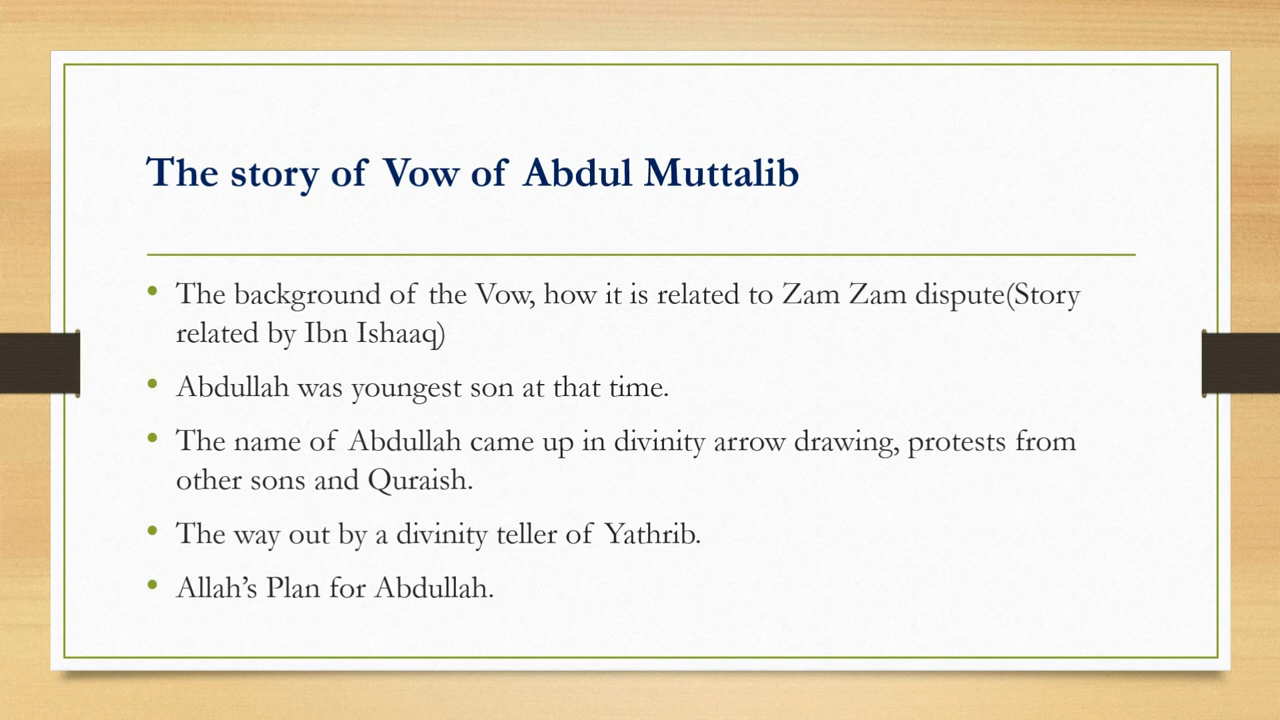 The story of Vow of Abdul Muttalib
• The background of the Vow, how it is related to Zam Zam dispute(Story
related by Ibn Ishaaq)
• Abdullah was youngest son at that time.
• The name of Abdullah came up in divinity arrow drawing, protests from
other sons and Quraish.
• The way out by a divinity teller of Yathrib.
• Allah’s Plan for Abdullah.